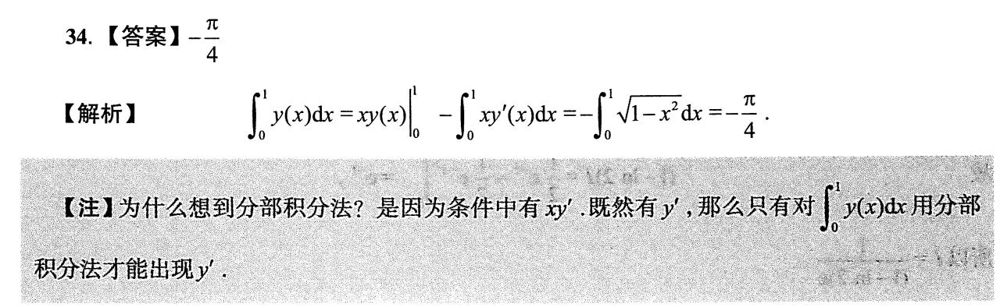 34.【答案】$-\frac{\pi}{4}$
【解析】 $\int_0^1 y(x)\mathrm{d}x = xy(x)\Big|_0^1 - \int_0^1 xy'(x)\mathrm{d}x = -\int_0^1 \sqrt{1-x^2}\mathrm{d}x = -\frac{\pi}{4}.$
【注】为什么想到分部积分法?是因为条件中有 $xy'$ .既然有 $y'$ ,那么只有对 $\int_0^1 y(x)\mathrm{d}x$ 用分部
积分法才能出现 $y'$ .